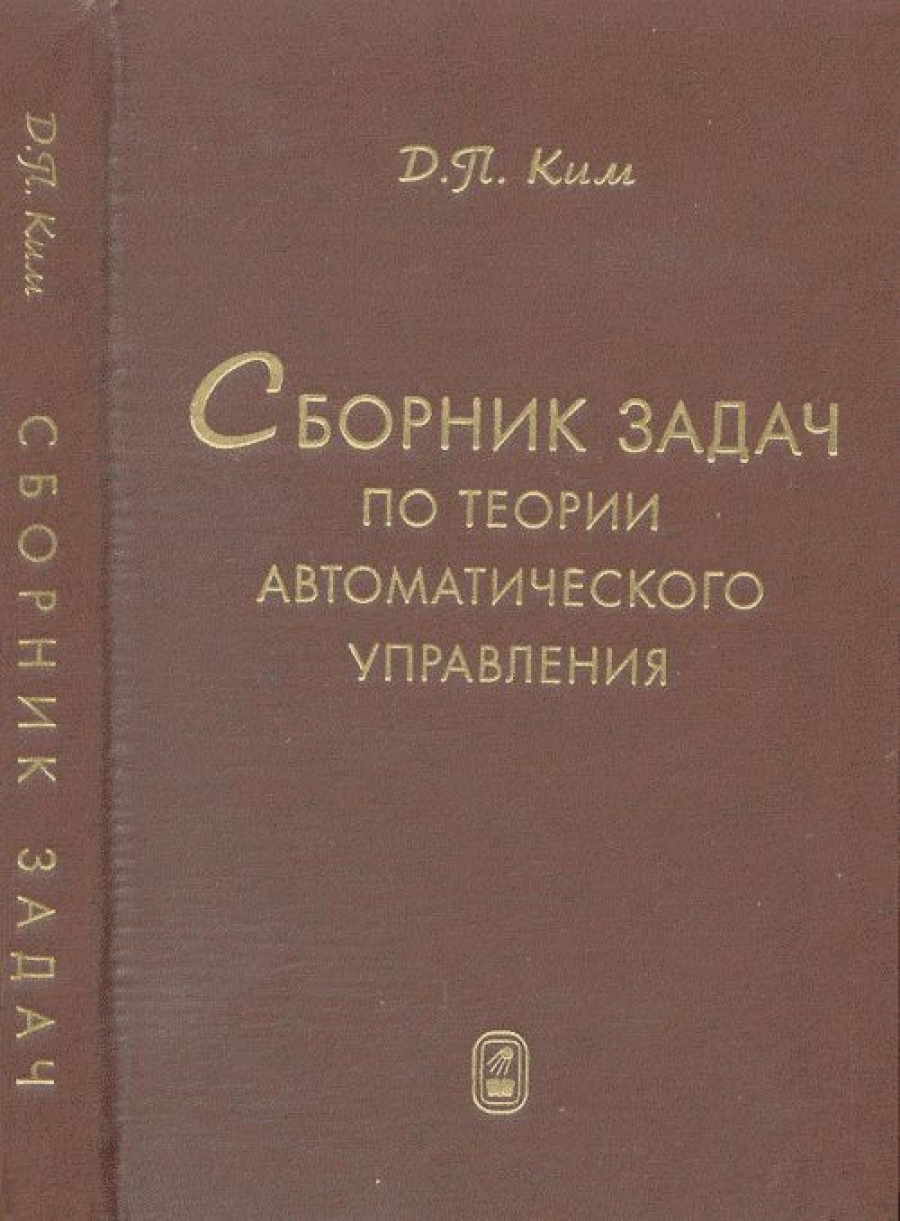 Д.П. Ким
СБОРНИК ЗАДАЧ
Д.П. Ким
СБОРНИК ЗАДАЧ
ПО ТЕОРИИ
АВТОМАТИЧЕСКОГО
УПРАВЛЕНИЯ